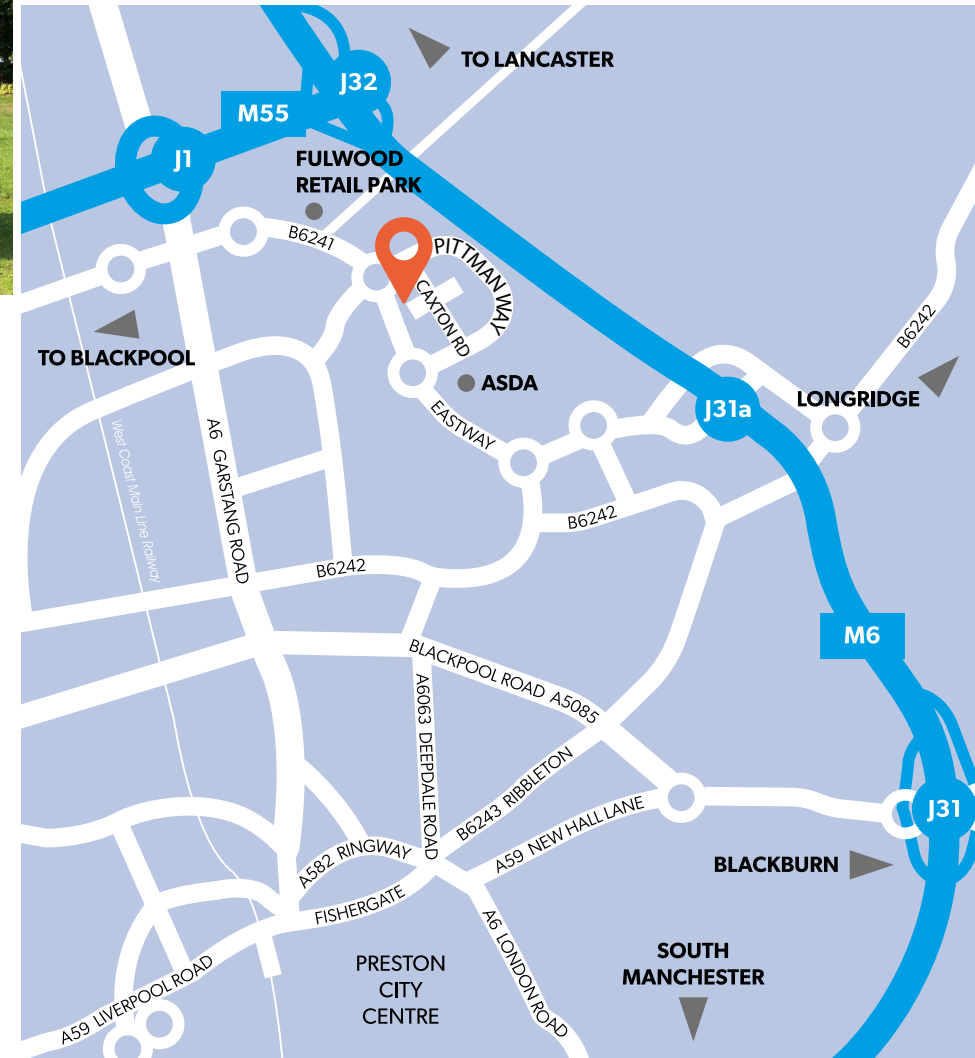 TO LANCASTER
J32
M55
J1
FULWOOD
RETAIL PARK
B6241
PITTMAN WAY
CAXTON RD
B6242
TO BLACKPOOL
ASDA
LONGRIDGE
J31a
EASTWAY
A6 GARSTANG ROAD
West Coast Main Line Railway
B6242
B6242
M6
BLACKPOOL ROAD A5085
A6063 DEEPDALE ROAD
B6243 RIBBLETON
A59 NEW HALL LANE
J31
A582 RINGWAY
BLACKBURN
FISHERGATE
A6 LONDON ROAD
SOUTH
MANCHESTER
PRESTON
CITY
CENTRE
A59 LIVERPOOL ROAD